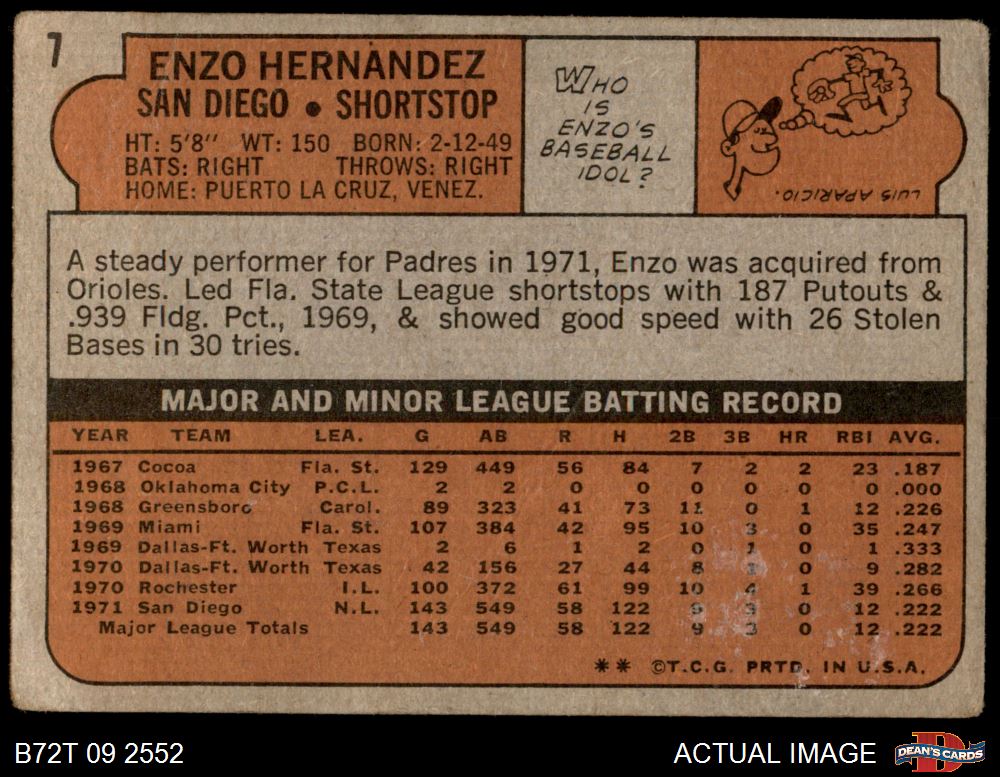 7
ENZO HERNÁNDEZ
SAN DIEGO • SHORTSTOP
HT: 5'8" WT: 150 BORN: 2-12-49
BATS: RIGHT THROWS: RIGHT
HOME: PUERTO LA CRUZ, VENEZ.
WHO
IS
ENZO'S
BASEBALL
IDOL?
LUIS APARICIO.
A steady performer for Padres in 1971, Enzo was acquired from
Orioles. Led Fla. State League shortstops with 187 Putouts &
.939 Fldg. Pct., 1969, & showed good speed with 26 Stolen
Bases in 30 tries.
MAJOR AND MINOR LEAGUE BATTING RECORD
YEAR TEAM LEA. G AB R H 2B 3B HR RBI AVG.
1967 Cocoa Fla. St. 129 449 56 84 7 2 2 23 .187
1968 Oklahoma City P.C.L. 2 2 0 0 0 0 0 0 .000
1968 Greensboro Carol. 89 323 41 73 11 0 1 12 .226
1969 Miami Fla. St. 107 384 42 95 10 3 0 35 .247
1969 Dallas-Ft. Worth Texas 2 6 1 2 0 1 0 1 .333
1970 Dallas-Ft. Worth Texas 42 156 27 44 8 1 0 9 .282
1970 Rochester I.L. 100 372 61 99 10 4 1 39 .266
1971 San Diego N.L. 143 549 58 122 9 3 0 12 .222
Major League Totals 143 549 58 122 9 3 0 12 .222
** ©T.C.G. PRTD. IN U.S.A.
B72T 09 2552 ACTUAL IMAGE DEAN'S CARDS